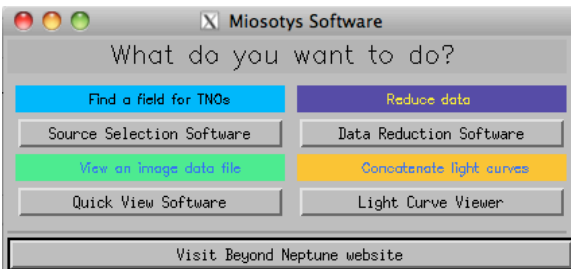 Miosotys Software
What do you want to do?
Find a field for TNOs
Reduce data
Source Selection Software
Data Reduction Software
View an image data file
Concatenate light curves
Quick View Software
Light Curve Viewer
Visit Beyond Neptune website